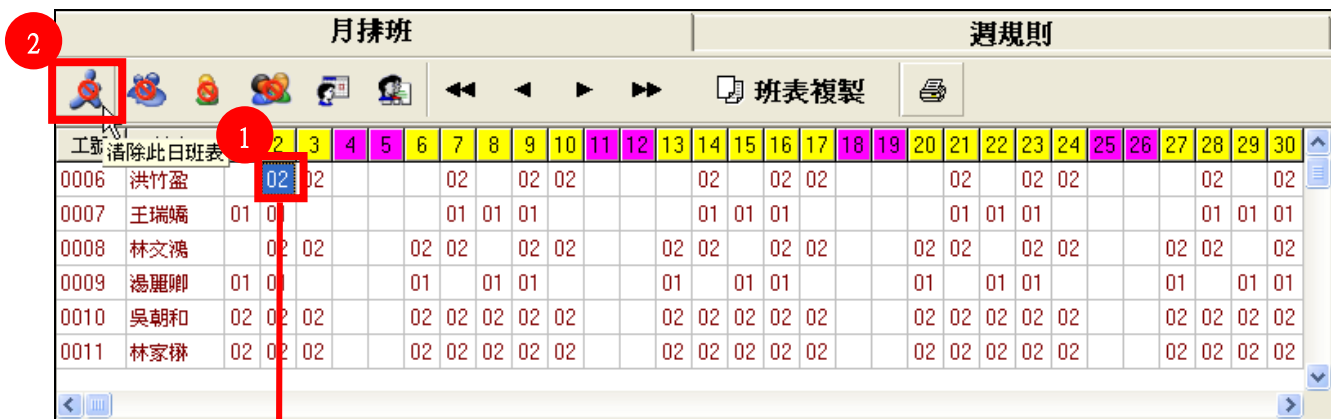 月排班 週規則
2
班表複製
1
工號 清除此日班表 2 3 4 5 6 7 8 9 10 11 12 13 14 15 16 17 18 19 20 21 22 23 24 25 26 27 28 29 30
0006 洪竹盈 02 02 02 02 02 02 02 02 02 02 02 02 02
0007 王瑞嬌 01 01 01 01 01 01 01 01 01 01 01 01 01 01
0008 林文鴻 02 02 02 02 02 02 02 02 02 02 02 02 02 02 02 02 02
0009 湯麗卿 01 01 01 01 01 01 01 01 01 01 01 01 01 01
0010 吳朝和 02 02 02 02 02 02 02 02 02 02 02 02 02 02 02 02 02 02 02 02 02 02
0011 02 02 02 02 02 02 02 02 02 02 02 02 02 02 02 02 02 02 02 02 02 02